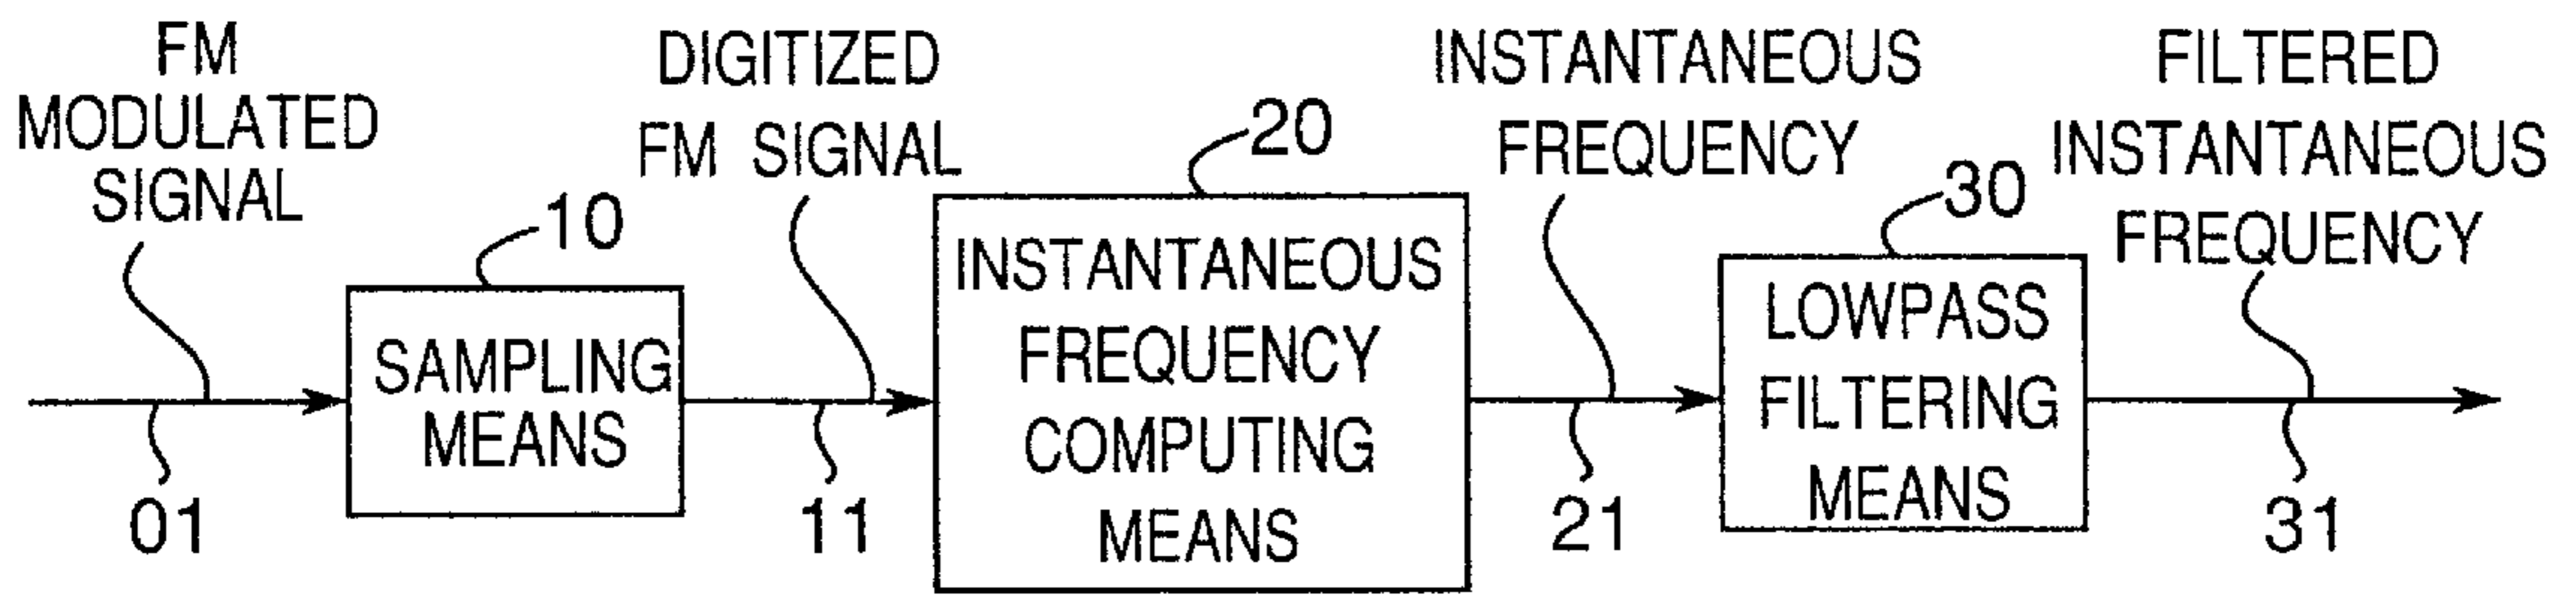 FM
MODULATED
SIGNAL
DIGITIZED
FM SIGNAL
INSTANTANEOUS
FREQUENCY
FILTERED
INSTANTANEOUS
FREQUENCY
10
20
30
SAMPLING
MEANS
INSTANTANEOUS
FREQUENCY
COMPUTING
MEANS
LOWPASS
FILTERING
MEANS
01
11
21
31